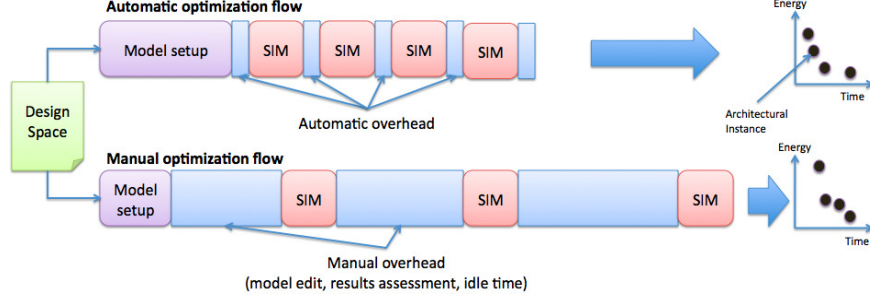 Automatic optimization flow
Model setup
SIM
SIM
SIM
SIM
Automatic overhead
Energy
Time
Architectural
Instance
Design
Space
Manual optimization flow
Model
setup
SIM
SIM
SIM
Manual overhead
(model edit, results assessment, idle time)
Energy
Time